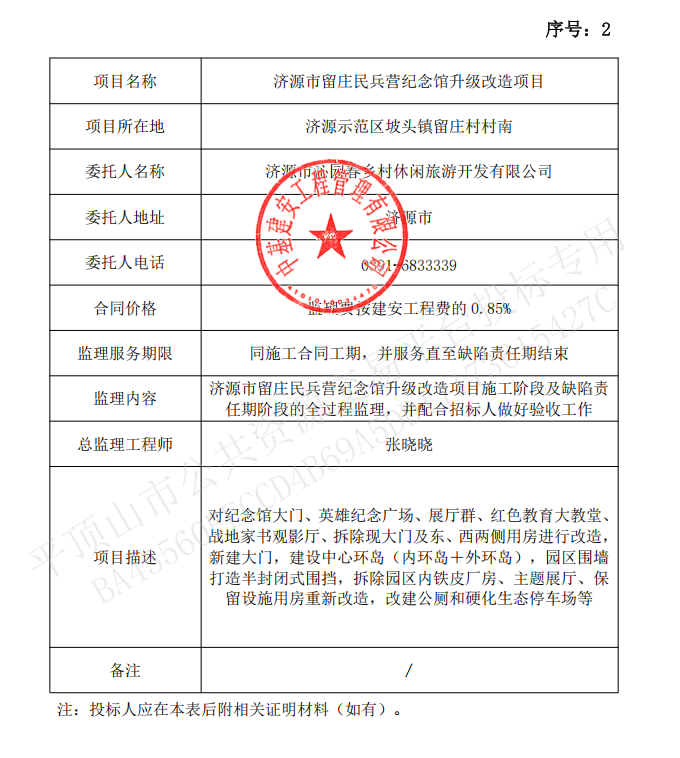 序号：2
项目名称 济源市留庄民兵营纪念馆升级改造项目
项目所在地 济源示范区坡头镇留庄村村南
委托人名称 济源市沁园春乡村休闲旅游开发有限公司
委托人地址 济源市
委托人电话 0391-6833339
合同价格 监理费按建安工程费的0.85%
监理服务期限 同施工合同工期，并服务直至缺陷责任期结束
监理内容 济源市留庄民兵营纪念馆升级改造项目施工阶段及缺陷责
任期阶段的全过程监理，并配合招标人做好验收工作
总监理工程师 张晓晓
项目描述 对纪念馆大门、英雄纪念广场、展厅群、红色教育大教堂、
战地家书观影厅、拆除现大门及东、西两侧用房进行改造，
新建大门，建设中心环岛（内环岛＋外环岛），园区围墙
打造半封闭式围挡，拆除园区内铁皮厂房、主题展厅、保
留设施用房重新改造，改建公厕和硬化生态停车场等
备注 /
注：投标人应在本表后附相关证明材料（如有）。
中基建安工程管理有限公司
平顶山市公共资源交易平台投标专用